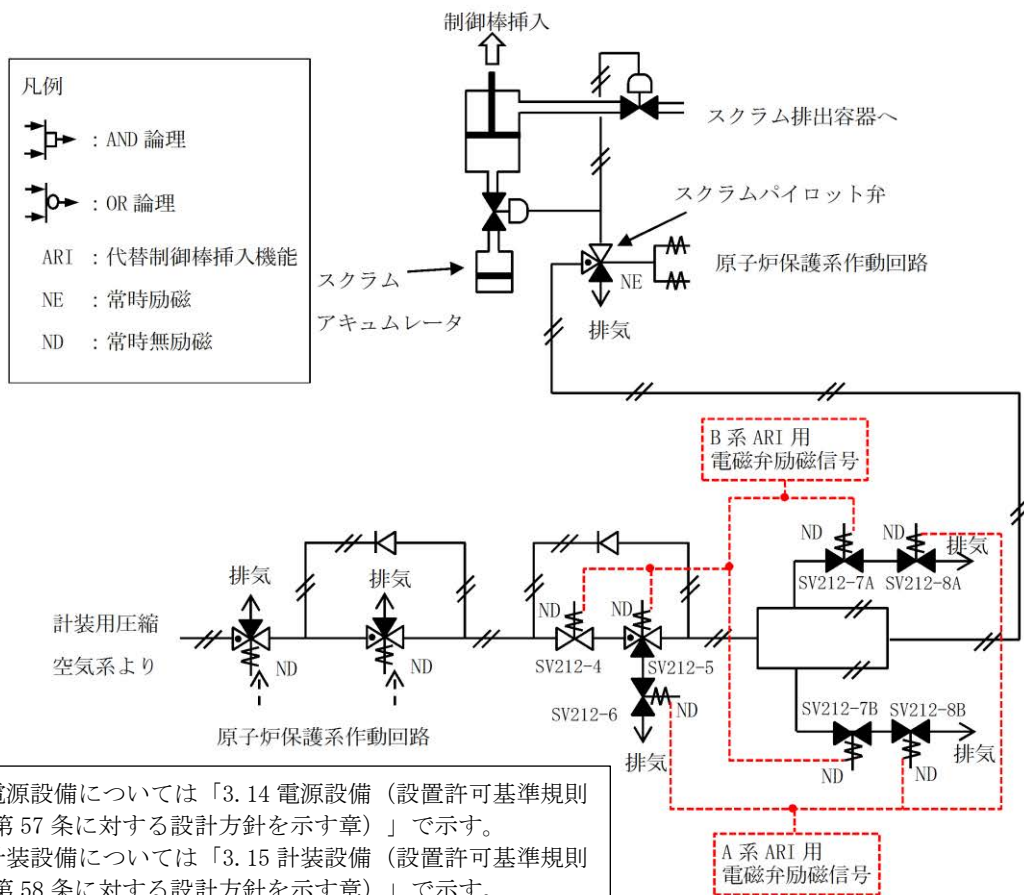 制御棒挿入
凡例
: AND 論理
: OR 論理
ARI : 代替制御棒挿入機能
NE : 常時励磁
ND : 常時無励磁
スクラム排出容器へ
スクラムパイロット弁
スクラム
アキュムレータ
NE
原子炉保護系作動回路
排気
B 系 ARI 用
電磁弁励磁信号
ND
ND
排気
SV212-7A
SV212-8A
計装用圧縮
空気系より
排気
排気
ND
ND
原子炉保護系作動回路
ND
ND
SV212-4
SV212-5
SV212-6
ND
排気
SV212-7B
SV212-8B
ND
ND
排気
A 系 ARI 用
電磁弁励磁信号
電源設備については「3.14 電源設備（設置許可基準規則
第 57 条に対する設計方針を示す章）」で示す。
計装設備については「3.15 計装設備（設置許可基準規則
第 58 条に対する設計方針を示す章）」で示す。